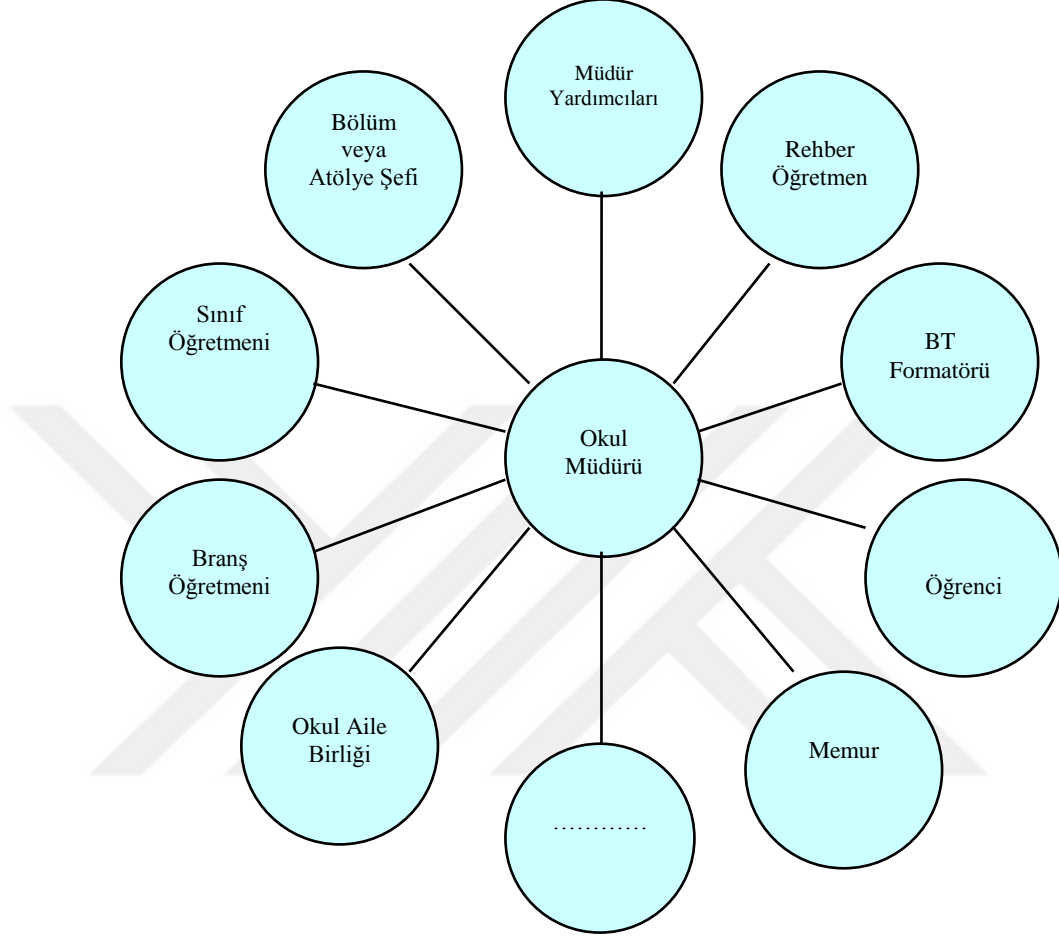 Müdür
Yardımcıları
Bölüm
veya
Atölye Şefi
Rehber
Öğretmen
Sınıf
Öğretmeni
BT
Formatörü
Okul
Müdürü
Branş
Öğretmeni
Öğrenci
Okul Aile
Birliği
Memur
…………